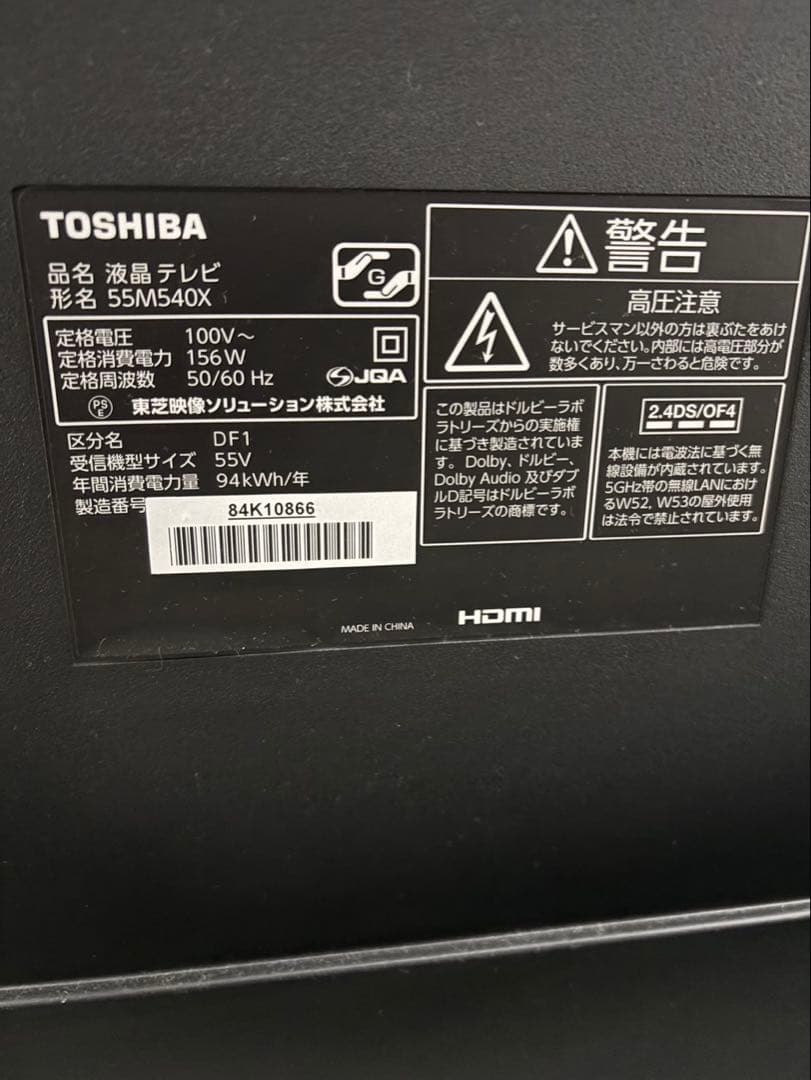 TOSHIBA
品名 液晶テレビ
形名 55M540X
G
定格電圧 100V～
定格消費電力 156W
定格周波数 50/60 Hz
JQA
PS
E
東芝映像ソリューション株式会社
区分名 DF1
受信機型サイズ 55V
年間消費電力量 94kWh/年
製造番号
84K10866
MADE IN CHINA
HDMI
警告
高圧注意
サービスマン以外の方は裏ぶたをあけ
ないでください。内部には高電圧部分が
数多くあり、万一さわると危険です。
この製品はドルビーラボ
ラトリーズからの実施権
に基づき製造されていま
す。 Dolby、ドルビー、
Dolby Audio 及びダブ
ルD記号はドルビーラボ
ラトリーズの商標です。
2.4DS/OF4
本機には電波法に基づく無
線設備が内蔵されています。
5GHz帯の無線LANにおけ
るW52, W53の屋外使用
は法令で禁止されています。